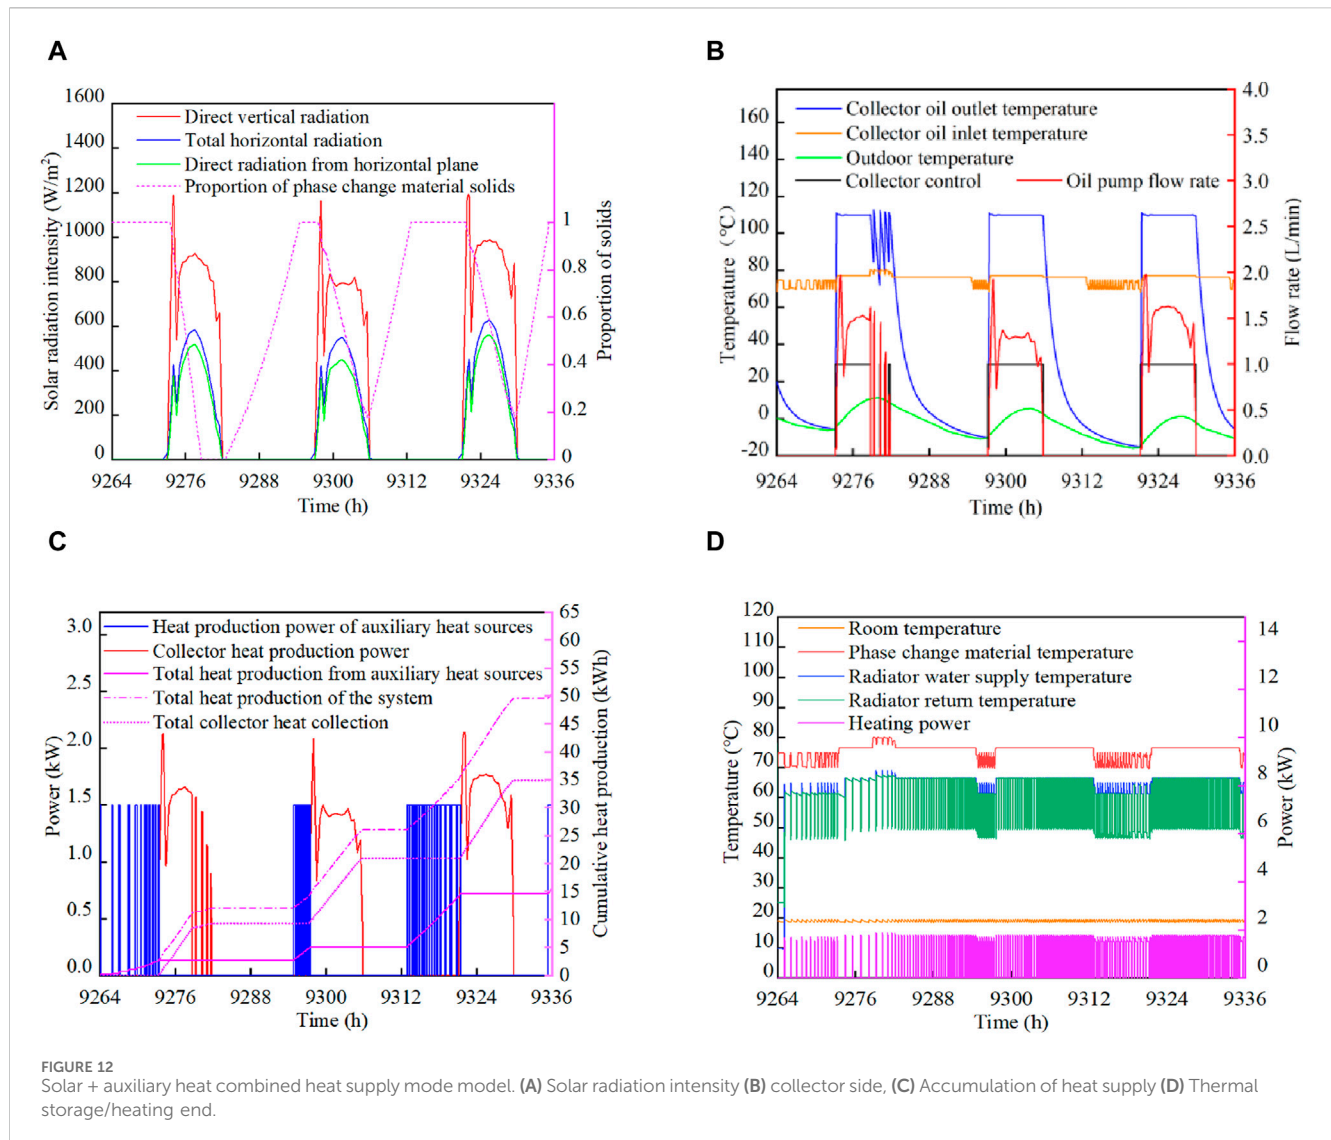 A
1600
1400
1200
1000
800
600
400
200
0
Solar radiation intensity (W/m²)
Direct vertical radiation
Total horizontal radiation
Direct radiation from horizontal plane
Proportion of phase change material solids
1
0.8
0.6
0.4
0.2
0
Proportion of solids
9264 9276 9288 9300 9312 9324 9336
Time (h)
B
160
140
120
100
80
60
40
20
0
-20
Temperature (°C)
Collector oil outlet temperature
Collector oil inlet temperature
Outdoor temperature
Collector control
Oil pump flow rate
4.0
3.5
3.0
2.5
2.0
1.5
1.0
0.5
0.0
Flow rate (L/min)
9264 9276 9288 9300 9312 9324 9336
Time (h)
C
3.0
2.5
2.0
1.5
1.0
0.5
0.0
Power (kW)
Heat production power of auxiliary heat sources
Collector heat production power
Total heat production from auxiliary heat sources
Total heat production of the system
Total collector heat collection
65
60
55
50
45
40
35
30
25
20
15
10
5
0
Cumulative heat production (kWh)
9264 9276 9288 9300 9312 9324 9336
Time (h)
D
120
110
100
90
80
70
60
50
40
30
20
10
0
Temperature (°C)
Room temperature
Phase change material temperature
Radiator water supply temperature
Radiator return temperature
Heating power
14
12
10
8
6
4
2
0
Power (kW)
9264 9276 9288 9300 9312 9324 9336
Time (h)
FIGURE 12
Solar + auxiliary heat combined heat supply mode model. (A) Solar radiation intensity (B) collector side, (C) Accumulation of heat supply (D) Thermal
storage/heating end.